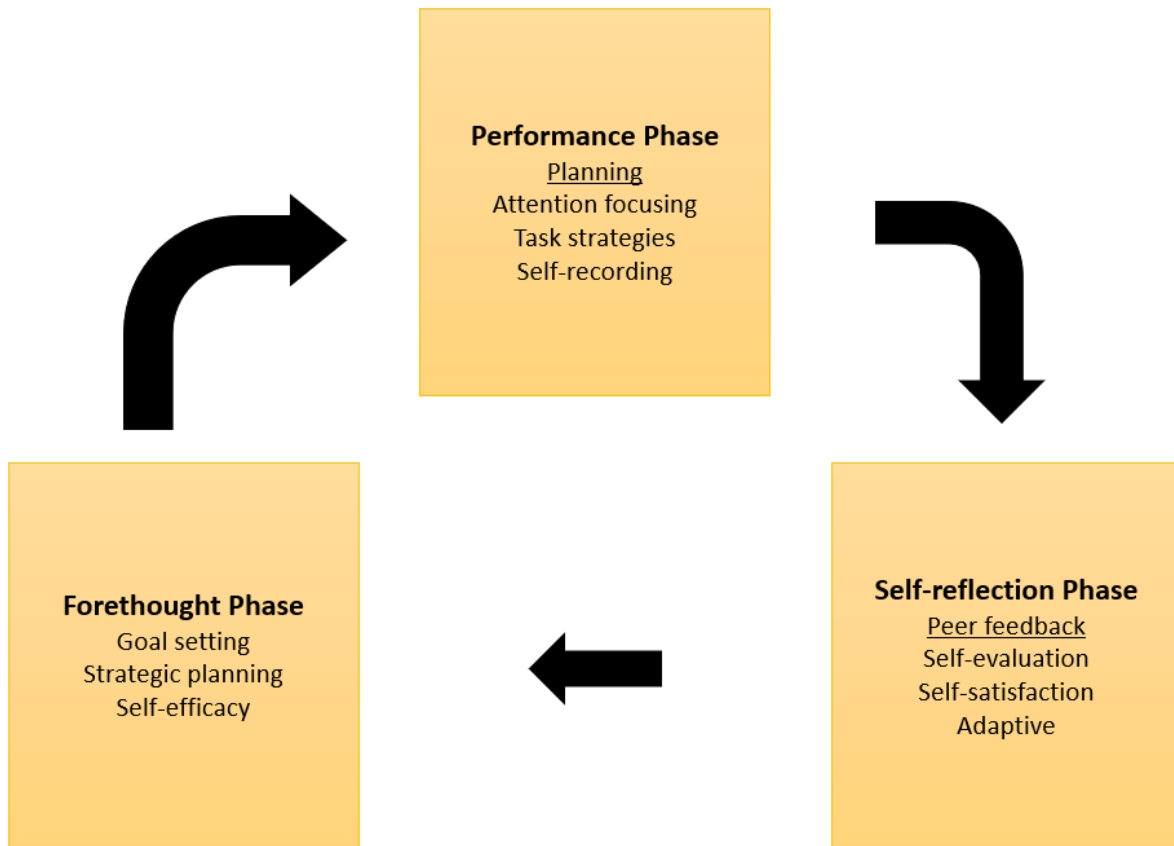 Performance Phase
Planning
Attention focusing
Task strategies
Self-recording
Forethought Phase
Goal setting
Strategic planning
Self-efficacy
Self-reflection Phase
Peer feedback
Self-evaluation
Self-satisfaction
Adaptive